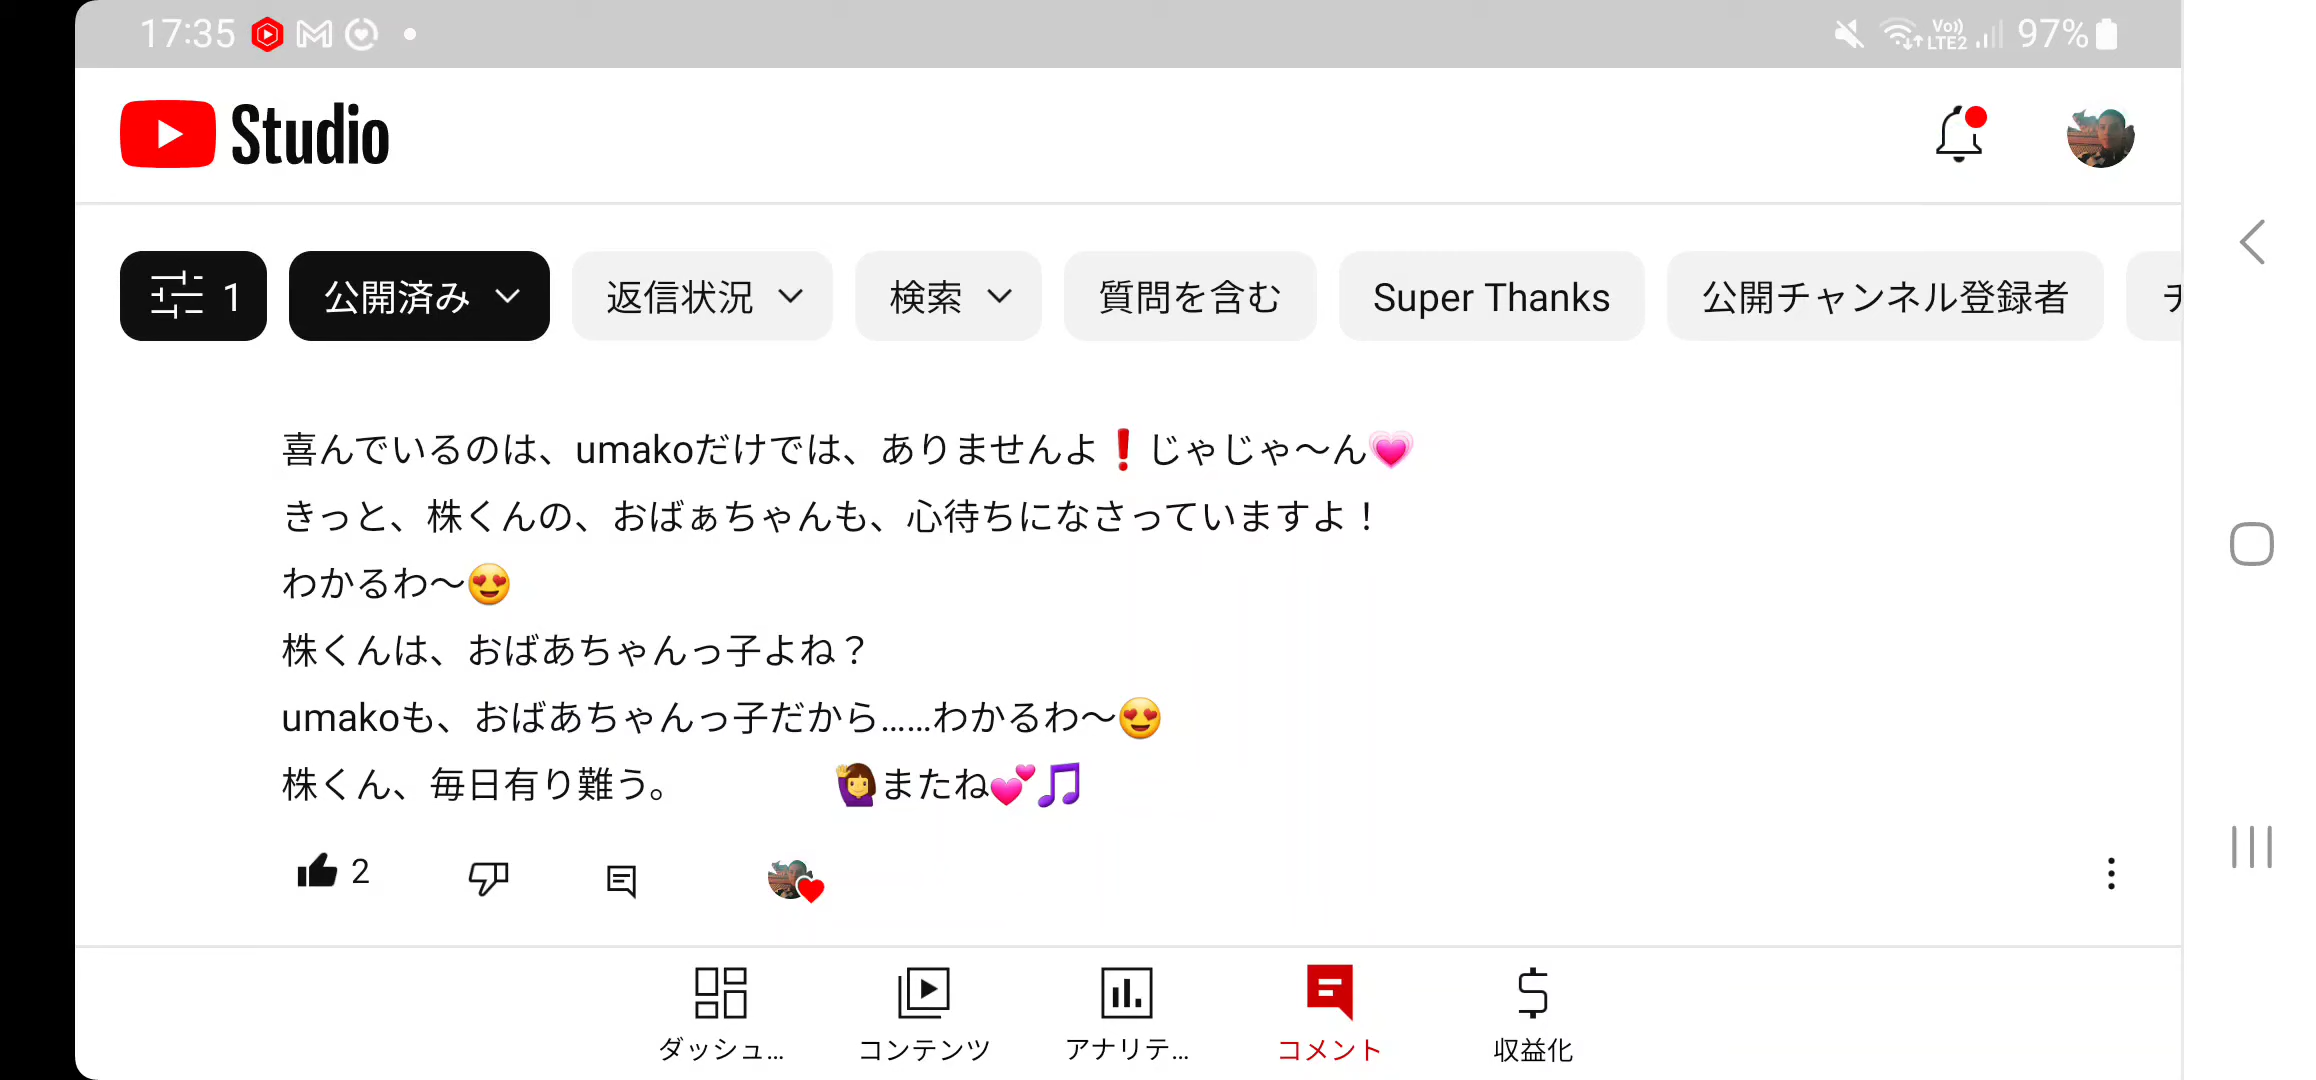 17:35 Vo)) LTE2 97%
Studio
1 公開済み 返信状況 検索 質問を含む Super Thanks 公開チャンネル登録者
喜んでいるのは、umakoだけでは、ありませんよ❗じゃじゃ〜ん💗
きっと、株くんの、おばぁちゃんも、心待ちになさっていますよ！
わかるわ〜😍
株くんは、おばあちゃんっ子よね？
umakoも、おばあちゃんっ子だから……わかるわ〜😍
株くん、毎日有り難う。 🙋‍♀️またね💕🎵
2
ダッシュ... コンテンツ アナリテ... コメント 収益化